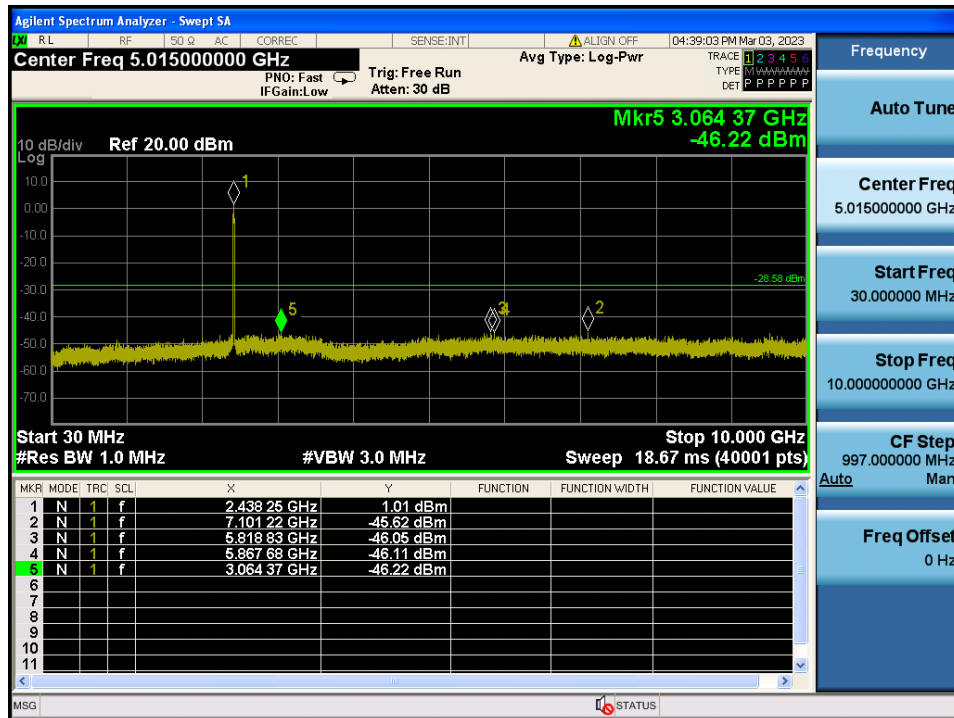 Agilent Spectrum Analyzer - Swept SA
LXI RL RF 50 Ω AC CORREC SENSE:INT ALIGN OFF 04:39:03 PM Mar 03, 2023
Center Freq 5.015000000 GHz
PNO: Fast
IFGain:Low
Trig: Free Run
Atten: 30 dB
Avg Type: Log-Pwr
TRACE 1 2 3 4 5 6
TYPE M WWWWW
DET P P P P P P
Mkr5 3.064 37 GHz
-46.22 dBm
10 dB/div Ref 20.00 dBm
Log
10.0
0.00
-10.0
-20.0
-30.0
-40.0
-50.0
-60.0
-70.0
1
-28.58 dBm
5
3
4
2
Start 30 MHz Stop 10.000 GHz
#Res BW 1.0 MHz #VBW 3.0 MHz Sweep 18.67 ms (40001 pts)
MKR MODE TRC SCL X Y FUNCTION FUNCTION WIDTH FUNCTION VALUE
1 N 1 f 2.438 25 GHz 1.01 dBm
2 N 1 f 7.101 22 GHz -45.62 dBm
3 N 1 f 5.818 83 GHz -46.05 dBm
4 N 1 f 5.867 68 GHz -46.11 dBm
5 N 1 f 3.064 37 GHz -46.22 dBm
6
7
8
9
10
11
MSG STATUS
Frequency
Auto Tune
Center Freq
5.015000000 GHz
Start Freq
30.000000 MHz
Stop Freq
10.000000000 GHz
CF Step
997.000000 MHz
Auto Man
Freq Offset
0 Hz